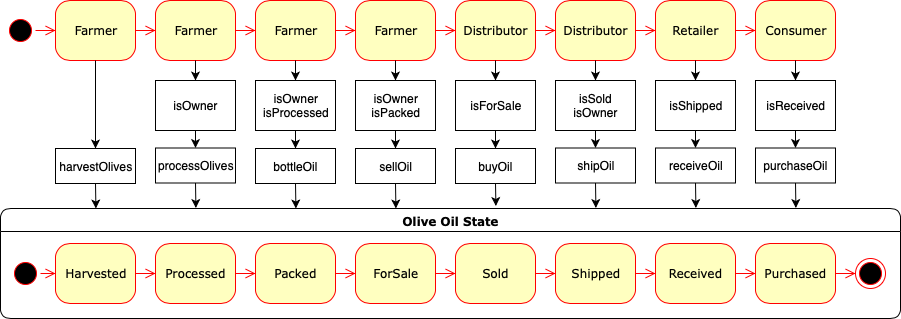 Farmer Farmer Farmer Farmer Distributor Distributor Retailer Consumer
isOwner isOwner isProcessed isOwner isPacked isForSale isSold isOwner isShipped isReceived
harvestOlives processOlives bottleOil sellOil buyOil shipOil receiveOil purchaseOil
Olive Oil State
Harvested Processed Packed ForSale Sold Shipped Received Purchased